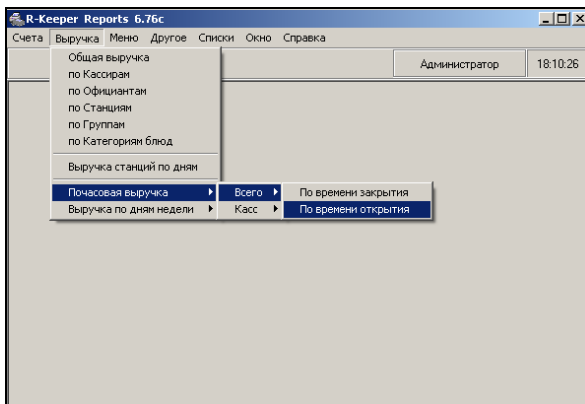 R-Keeper Reports 6.76c
Счета Выручка Меню Другое Списки Окно Справка
Администратор 18:10:26
Общая выручка
по Кассирам
по Официантам
по Станциям
по Группам
по Категориям блюд
Выручка станций по дням
Почасовая выручка Всего По времени закрытия
Выручка по дням недели Касс По времени открытия